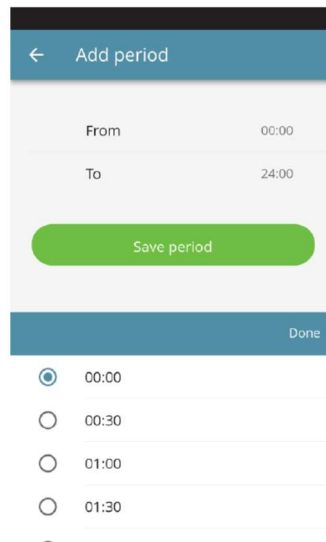 Add period
From 00:00
To 24:00
Save period
Done
00:00
00:30
01:00
01:30